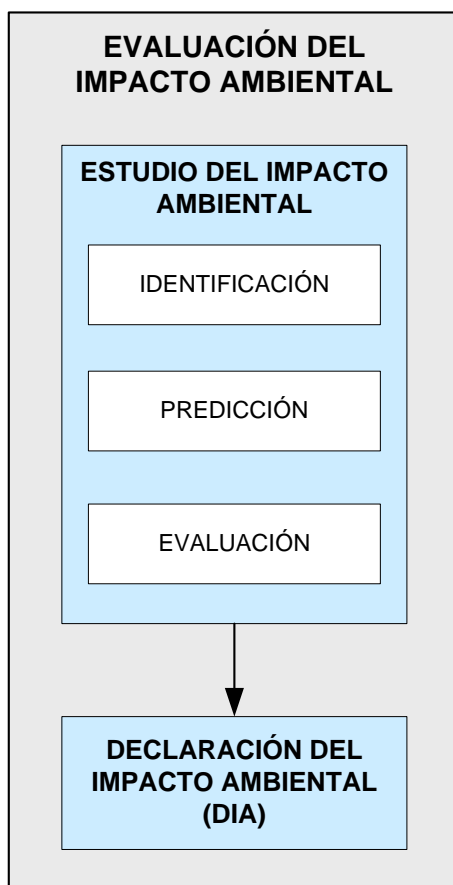 EVALUACIÓN DEL
IMPACTO AMBIENTAL
ESTUDIO DEL IMPACTO
AMBIENTAL
IDENTIFICACIÓN
PREDICCIÓN
EVALUACIÓN
DECLARACIÓN DEL
IMPACTO AMBIENTAL
(DIA)